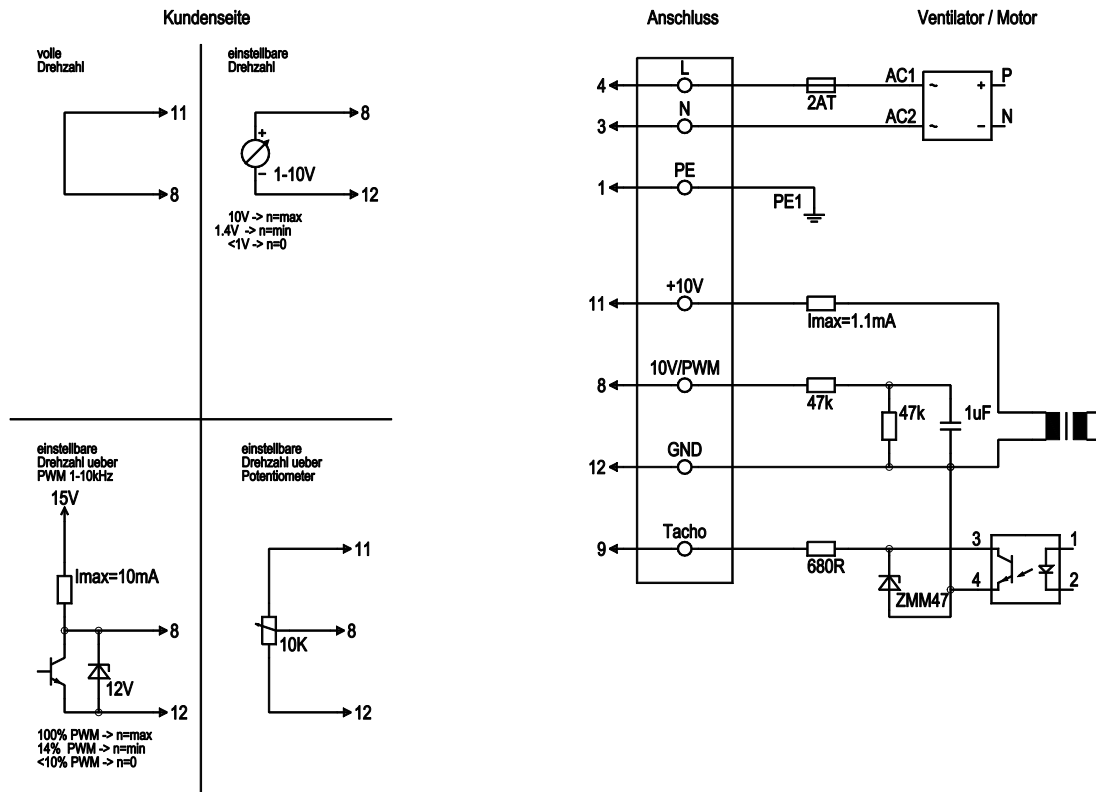 Kundenseite
Anschluss
Ventilator / Motor
volle
Drehzahl
11
8
einstellbare
Drehzahl
8
+
1-10V
−
12
10V -> n=max
1.4V -> n=min
<1V -> n=0
einstellbare
Drehzahl ueber
PWM 1-10kHz
15V
Imax=10mA
8
12V
12
100% PWM -> n=max
14% PWM -> n=min
<10% PWM -> n=0
einstellbare
Drehzahl ueber
Potentiometer
11
8
10K
12
4
L
2AT
AC1
~
+
P
3
N
AC2
~
−
N
1
PE
PE1
11
+10V
Imax=1.1mA
8
10V/PWM
47k
47k
1uF
12
GND
9
Tacho
680R
ZMM47
3
4
1
2